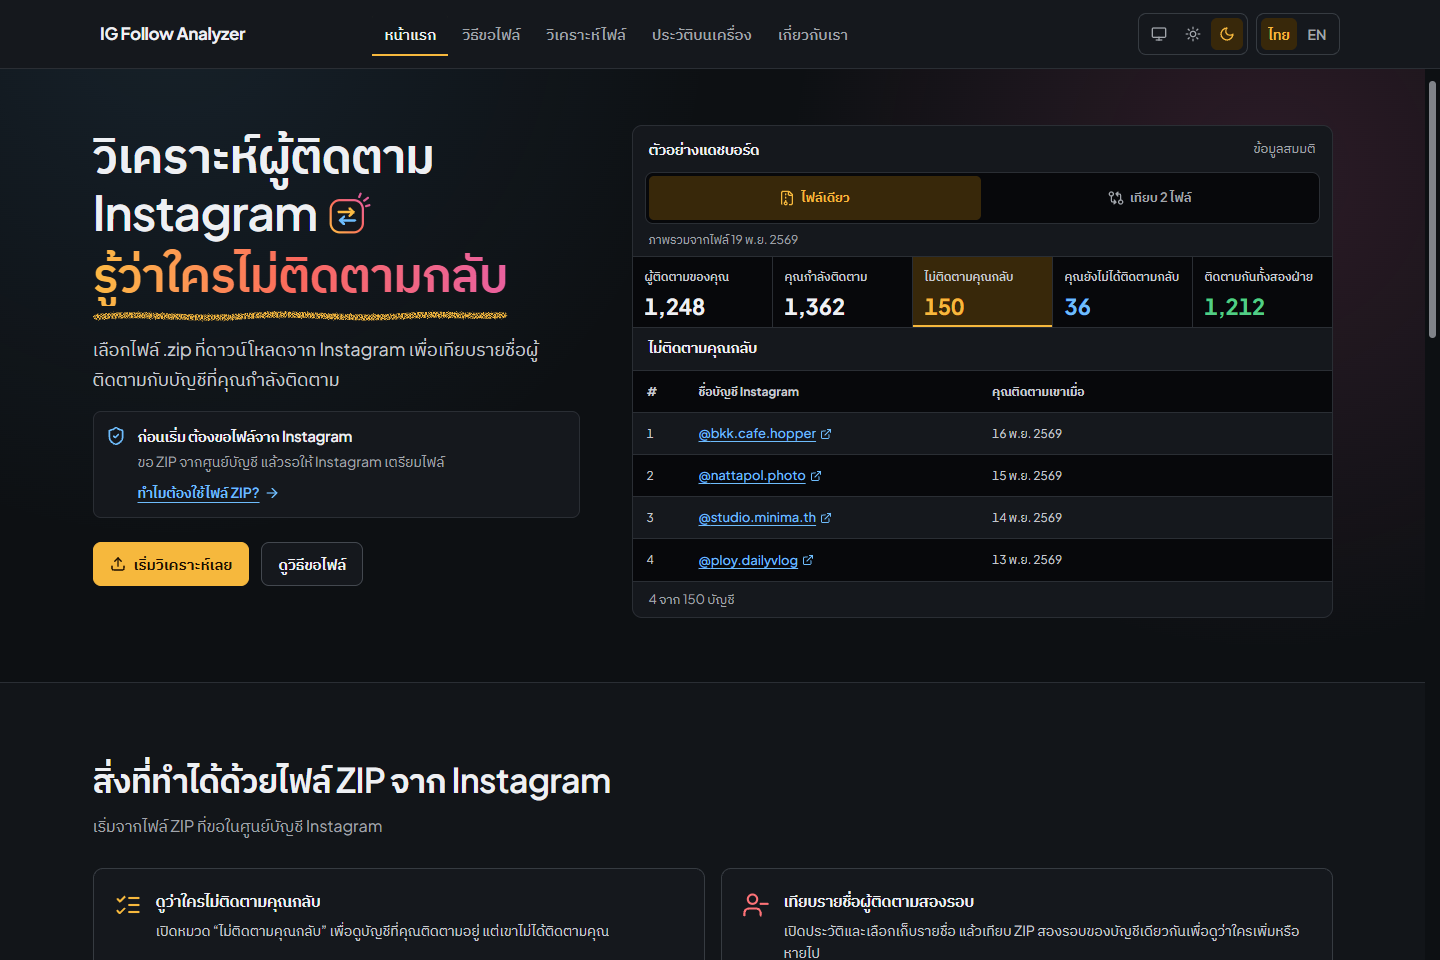 IG Follow Analyzer
หน้าแรก
วิธีขอไฟล์
วิเคราะห์ไฟล์
ประวัติบนเครื่อง
เกี่ยวกับเรา
ไทย
EN
วิเคราะห์ผู้ติดตาม
Instagram
รู้ว่าใครไม่ติดตามกลับ
เลือกไฟล์ .zip ที่ดาวน์โหลดจาก Instagram เพื่อเทียบรายชื่อผู้
ติดตามกับบัญชีที่คุณกำลังติดตาม
ก่อนเริ่ม ต้องขอไฟล์จาก Instagram
ขอ ZIP จากศูนย์บัญชี แล้วรอให้ Instagram เตรียมไฟล์
ทำไมต้องใช้ไฟล์ ZIP?
เริ่มวิเคราะห์เลย
ดูวิธีขอไฟล์
ตัวอย่างแดชบอร์ด
ข้อมูลสมมติ
ไฟล์เดียว
เทียบ 2 ไฟล์
ภาพรวมจากไฟล์ 19 พ.ย. 2569
ผู้ติดตามของคุณ
1,248
คุณกำลังติดตาม
1,362
ไม่ติดตามคุณกลับ
150
คุณยังไม่ได้ติดตามกลับ
36
ติดตามกันทั้งสองฝ่าย
1,212
ไม่ติดตามคุณกลับ
# ชื่อบัญชี Instagram คุณติดตามเขาเมื่อ
1 @bkk.cafe.hopper 16 พ.ย. 2569
2 @nattapol.photo 15 พ.ย. 2569
3 @studio.minima.th 14 พ.ย. 2569
4 @ploy.dailyvlog 13 พ.ย. 2569
4 จาก 150 บัญชี
สิ่งที่ทำได้ด้วยไฟล์ ZIP จาก Instagram
เริ่มจากไฟล์ ZIP ที่ขอในศูนย์บัญชี Instagram
ดูว่าใครไม่ติดตามคุณกลับ
เปิดหมวด “ไม่ติดตามคุณกลับ” เพื่อดูบัญชีที่คุณติดตามอยู่ แต่เขาไม่ได้ติดตามคุณ
เทียบรายชื่อผู้ติดตามสองรอบ
เปิดประวัติและเลือกเก็บรายชื่อ แล้วเทียบ ZIP สองรอบของบัญชีเดียวกันเพื่อดูว่าใครเพิ่มหรือ
หายไป